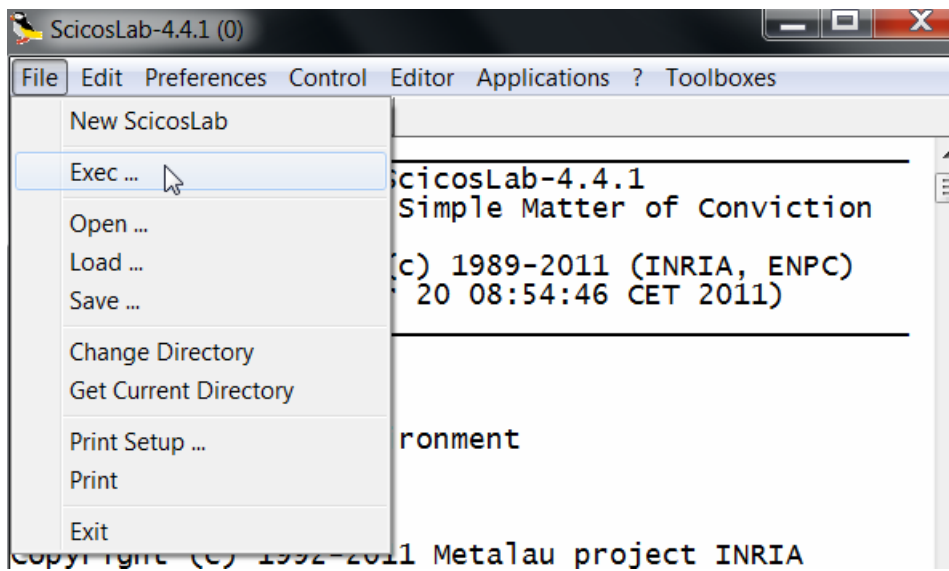 ScicosLab-4.4.1 (0)
File Edit Preferences Control Editor Applications ? Toolboxes
New ScicosLab
Exec ...
Open ...
Load ...
Save ...
Change Directory
Get Current Directory
Print Setup ...
Print
Exit
ScicosLab-4.4.1
Simple Matter of Conviction
(c) 1989-2011 (INRIA, ENPC)
20 08:54:46 CET 2011)
ronment
Copyright (c) 1992-2011 Metalau project INRIA